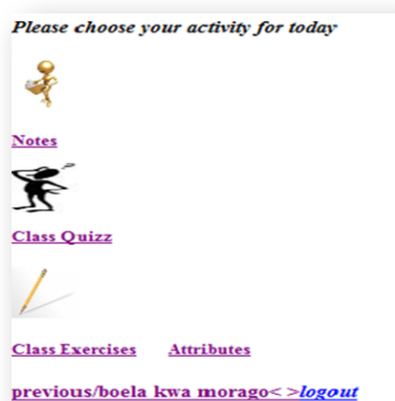 Please choose your activity for today
Notes
Class Quizz
Class Exercises Attributes
previous/boela kwa morago< >logout